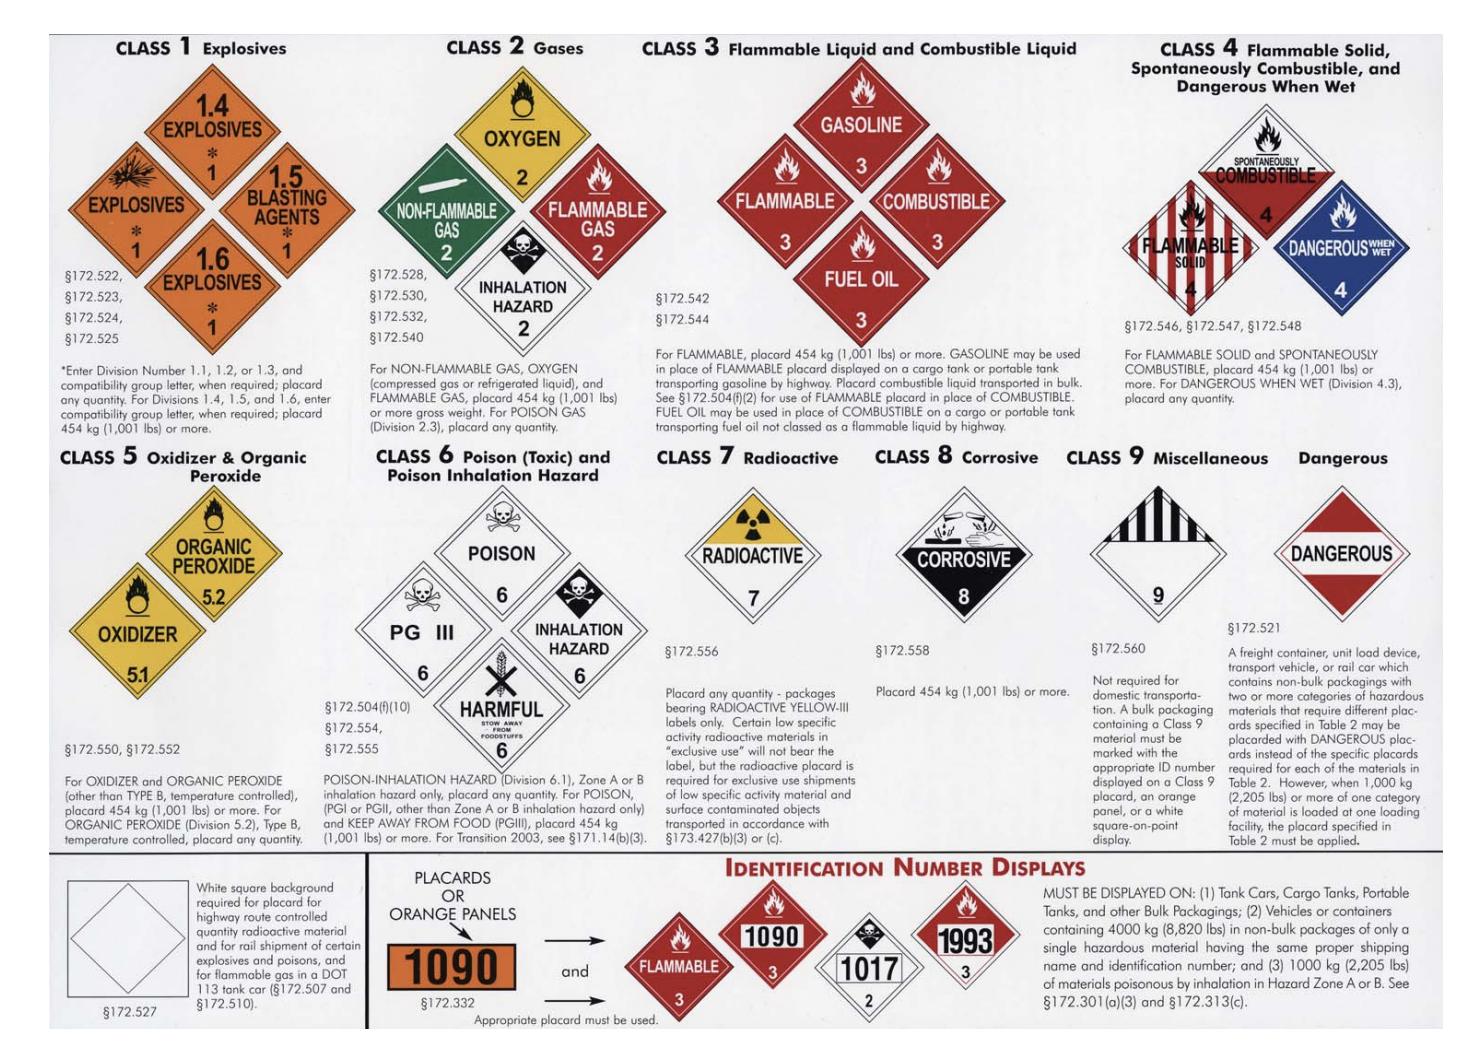 CLASS 1 Explosives
1.4
EXPLOSIVES
*
1
EXPLOSIVES
*
1
1.5
BLASTING
AGENTS
*
1
1.6
EXPLOSIVES
*
1
§172.522,
§172.523,
§172.524,
§172.525
*Enter Division Number 1.1, 1.2, or 1.3, and
compatibility group letter, when required; placard
any quantity. For Divisions 1.4, 1.5, and 1.6, enter
compatibility group letter, when required; placard
454 kg (1,001 lbs) or more.
CLASS 2 Gases
OXYGEN
2
NON-FLAMMABLE
GAS
2
FLAMMABLE
GAS
2
INHALATION
HAZARD
2
§172.528,
§172.530,
§172.532,
§172.540
For NON-FLAMMABLE GAS, OXYGEN
(compressed gas or refrigerated liquid), and
FLAMMABLE GAS, placard 454 kg (1,001 lbs)
or more gross weight. For POISON GAS
(Division 2.3), placard any quantity.
CLASS 3 Flammable Liquid and Combustible Liquid
GASOLINE
3
FLAMMABLE
3
COMBUSTIBLE
3
FUEL OIL
3
§172.542
§172.544
For FLAMMABLE, placard 454 kg (1,001 lbs) or more. GASOLINE may be used
in place of FLAMMABLE placard displayed on a cargo tank or portable tank
transporting gasoline by highway. Placard combustible liquid transported in bulk.
See §172.504(f)(2) for use of FLAMMABLE placard in place of COMBUSTIBLE.
FUEL OIL may be used in place of COMBUSTIBLE on a cargo or portable tank
transporting fuel oil not classed as a flammable liquid by highway.
CLASS 4 Flammable Solid,
Spontaneously Combustible, and
Dangerous When Wet
SPONTANEOUSLY
COMBUSTIBLE
4
FLAMMABLE
SOLID
4
DANGEROUS WHEN WET
4
§172.546, §172.547, §172.548
For FLAMMABLE SOLID and SPONTANEOUSLY
COMBUSTIBLE, placard 454 kg (1,001 lbs) or
more. For DANGEROUS WHEN WET (Division 4.3),
placard any quantity.
CLASS 5 Oxidizer & Organic
Peroxide
ORGANIC
PEROXIDE
5.2
OXIDIZER
5.1
§172.550, §172.552
For OXIDIZER and ORGANIC PEROXIDE
(other than TYPE B, temperature controlled),
placard 454 kg (1,001 lbs) or more. For
ORGANIC PEROXIDE (Division 5.2), Type B,
temperature controlled, placard any quantity.
CLASS 6 Poison (Toxic) and
Poison Inhalation Hazard
POISON
6
PG III
6
INHALATION
HAZARD
6
HARMFUL
STOW AWAY
FROM
FOODSTUFFS
6
§172.504(f)(10)
§172.554,
§172.555
POISON-INHALATION HAZARD (Division 6.1), Zone A or B
inhalation hazard only, placard any quantity. For POISON,
(PGI or PGII, other than Zone A or B inhalation hazard only)
and KEEP AWAY FROM FOOD (PGIII), placard 454 kg
(1,001 lbs) or more. For Transition 2003, see §171.14(b)(3).
CLASS 7 Radioactive
RADIOACTIVE
7
§172.556
Placard any quantity - packages
bearing RADIOACTIVE YELLOW-III
labels only. Certain low specific
activity radioactive materials in
"exclusive use" will not bear the
label, but the radioactive placard is
required for exclusive use shipments
of low specific activity material and
surface contaminated objects
transported in accordance with
§173.427(b)(3) or (c).
CLASS 8 Corrosive
CORROSIVE
8
§172.558
Placard 454 kg (1,001 lbs) or more.
CLASS 9 Miscellaneous
9
§172.560
Not required for
domestic transporta-
tion. A bulk packaging
containing a Class 9
material must be
marked with the
appropriate ID number
displayed on a Class 9
placard, an orange
panel, or a white
square-on-point
display.
Dangerous
DANGEROUS
§172.521
A freight container, unit load device,
transport vehicle, or rail car which
contains non-bulk packagings with
two or more categories of hazardous
materials that require different plac-
ards specified in Table 2 may be
placarded with DANGEROUS plac-
ards instead of the specific placards
required for each of the materials in
Table 2. However, when 1,000 kg
(2,205 lbs) or more of one category
of material is loaded at one loading
facility, the placard specified in
Table 2 must be applied.
White square background
required for placard for
highway route controlled
quantity radioactive material
and for rail shipment of certain
explosives and poisons, and
for flammable gas in a DOT
113 tank car (§172.507 and
§172.510).
§172.527
IDENTIFICATION NUMBER DISPLAYS
PLACARDS
OR
ORANGE PANELS
1090
§172.332
and
Appropriate placard must be used.
FLAMMABLE
3
1090
3
1017
2
1993
3
MUST BE DISPLAYED ON: (1) Tank Cars, Cargo Tanks, Portable
Tanks, and other Bulk Packagings; (2) Vehicles or containers
containing 4000 kg (8,820 lbs) in non-bulk packages of only a
single hazardous material having the same proper shipping
name and identification number; and (3) 1000 kg (2,205 lbs)
of materials poisonous by inhalation in Hazard Zone A or B. See
§172.301(a)(3) and §172.313(c).